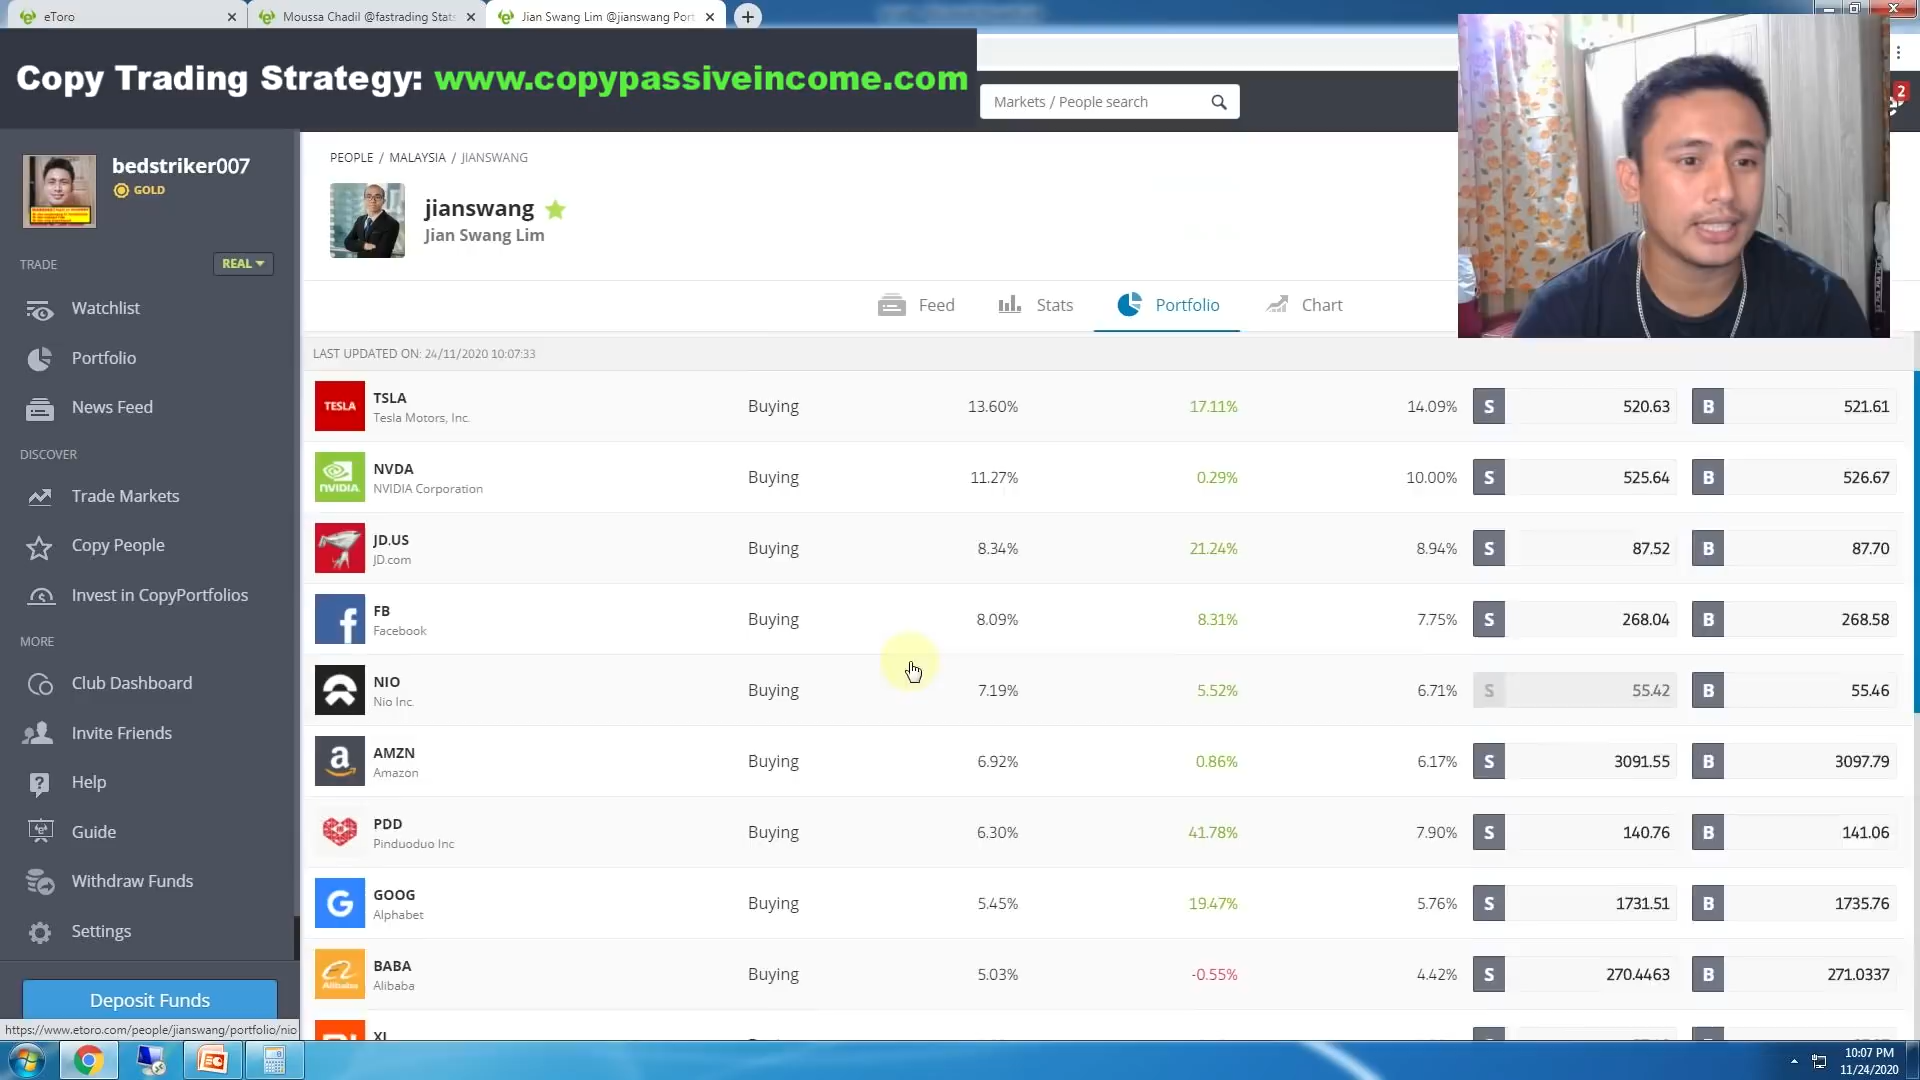 eToro
Moussa Chadil @fastrading Stats
Jian Swang Lim @jianswang Port
Copy Trading Strategy: www.copypassiveincome.com
Markets / People search
2
bedstriker007
GOLD
TRADE
REAL
Watchlist
Portfolio
News Feed
DISCOVER
Trade Markets
Copy People
Invest in CopyPortfolios
MORE
Club Dashboard
Invite Friends
Help
Guide
Withdraw Funds
Settings
Deposit Funds
https://www.etoro.com/people/jianswang/portfolio/nio
PEOPLE / MALAYSIA / JIANSWANG
jianswang
Jian Swang Lim
Feed Stats Portfolio Chart
LAST UPDATED ON: 24/11/2020 10:07:33
TESLA TSLA Buying 13.60% 17.11% 14.09% S 520.63 B 521.61
Tesla Motors, Inc.
NVIDIA NVDA Buying 11.27% 0.29% 10.00% S 525.64 B 526.67
NVIDIA Corporation
JD.US Buying 8.34% 21.24% 8.94% S 87.52 B 87.70
JD.com
f FB Buying 8.09% 8.31% 7.75% S 268.04 B 268.58
Facebook
NIO Buying 7.19% 5.52% 6.71% S 55.42 B 55.46
Nio Inc.
a AMZN Buying 6.92% 0.86% 6.17% S 3091.55 B 3097.79
Amazon
PDD Buying 6.30% 41.78% 7.90% S 140.76 B 141.06
Pinduoduo Inc
G GOOG Buying 5.45% 19.47% 5.76% S 1731.51 B 1735.76
Alphabet
Alibaba BABA Buying 5.03% -0.55% 4.42% S 270.4463 B 271.0337
Alibaba
10:07 PM
11/24/2020